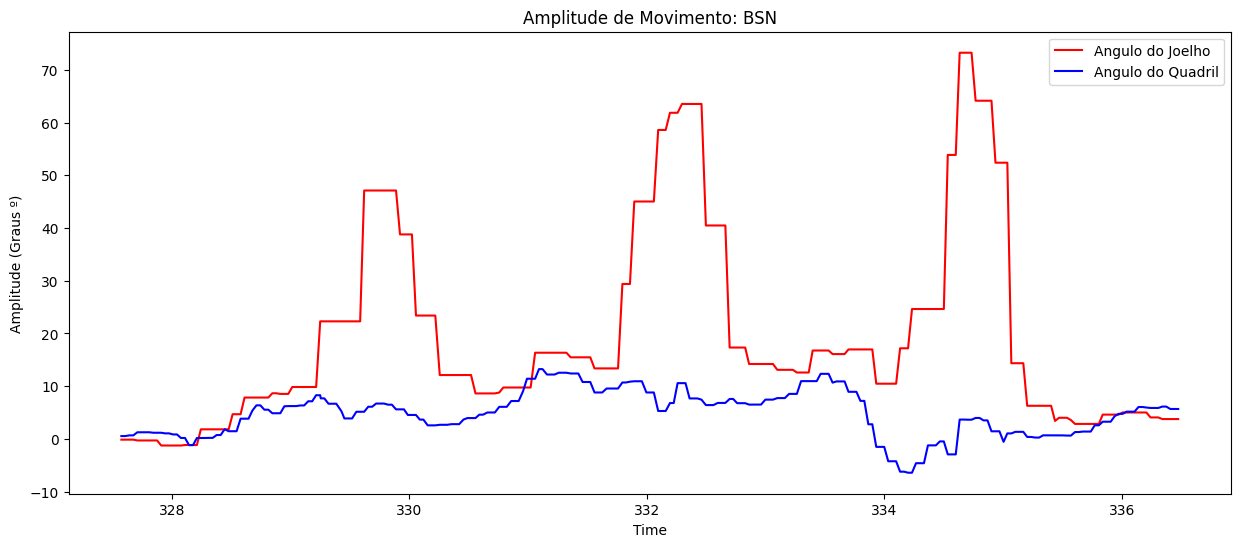 Amplitude de Movimento: BSN
Angulo do Joelho
Angulo do Quadril
Amplitude (Graus º)
70
60
50
40
30
20
10
0
−10
328
330
332
334
336
Time